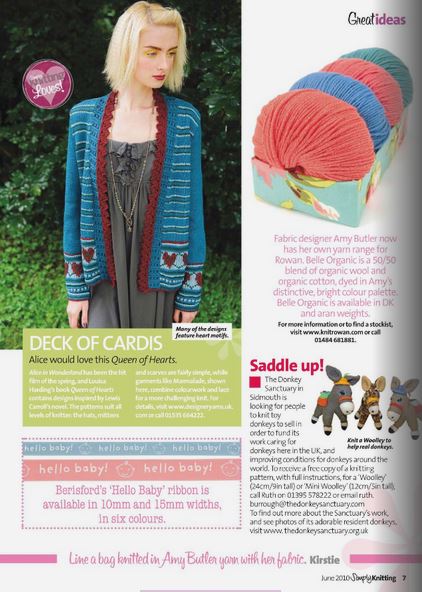 Great ideas
Simply
knitting
Loves!
Many of the designs
feature heart motifs.
DECK OF CARDIS
Alice would love this Queen of Hearts.
Alice in Wonderland has been the hit
film of the spring, and Louisa
Harding's book Queen of Hearts
contains designs inspired by Lewis
Carroll's novel. The patterns suit all
levels of knitter: the hats, mittens
and scarves are fairly simple, while
garments like Marmalade, shown
here, combine colourwork and lace
for a more challenging knit. For
details, visit www.designeryarns.uk.
com or call 01535 664222.
hello baby! hello baby!
hello baby! hello baby! hello baby!
Berisford's 'Hello Baby' ribbon is
available in 10mm and 15mm widths,
in six colours.
Fabric designer Amy Butler now
has her own yarn range for
Rowan. Belle Organic is a 50/50
blend of organic wool and
organic cotton, dyed in Amy's
distinctive, bright colour palette.
Belle Organic is available in DK
and aran weights.
For more information or to find a stockist,
visit www.knitrowan.com or call
01484 681881.
Saddle up!
The Donkey
Sanctuary in
Sidmouth is
looking for people
to knit toy
donkeys to sell in
order to fund its
work caring for
donkeys here in the UK, and
improving conditions for donkeys around the
world. To receive a free copy of a knitting
pattern, with full instructions, for a 'Woolley'
(24cm/9in tall) or 'Mini Woolley' (12cm/5in tall),
call Ruth on 01395 578222 or email ruth.
burrough@thedonkeysanctuary.com
To find out more about the Sanctuary's work,
and see photos of its adorable resident donkeys,
visit www.thedonkeysanctuary.org.uk
Knit a Woolley to
help real donkeys.
Line a bag knitted in Amy Butler yarn with her fabric. Kirstie
June 2010 Simply Knitting 7